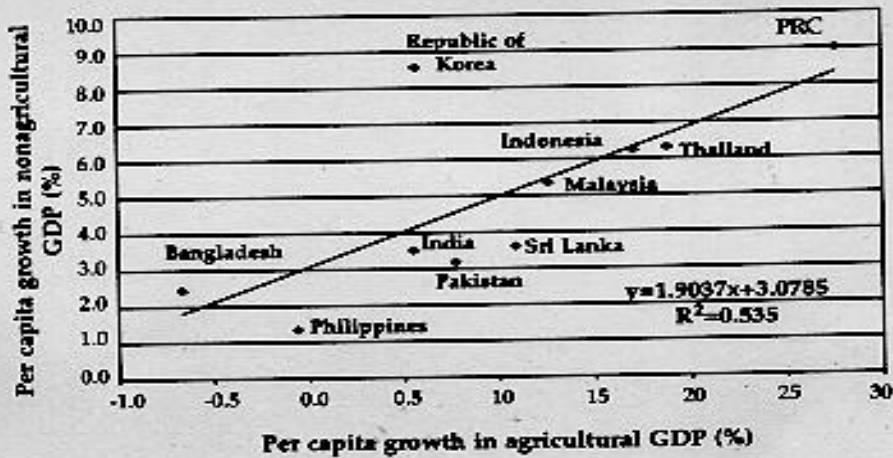 Per capita growth in nonagricultural
GDP (%)
10.0
9.0
8.0
7.0
6.0
5.0
4.0
3.0
2.0
1.0
0.0
Republic of
Korea
PRC
Indonesia
Thailand
Malaysia
Bangladesh
India
Sri Lanka
Pakistan
Philippines
y=1.9037x+3.0785
R²=0.535
-1.0
-0.5
0.0
0.5
10
15
20
25
30
Per capita growth in agricultural GDP (%)